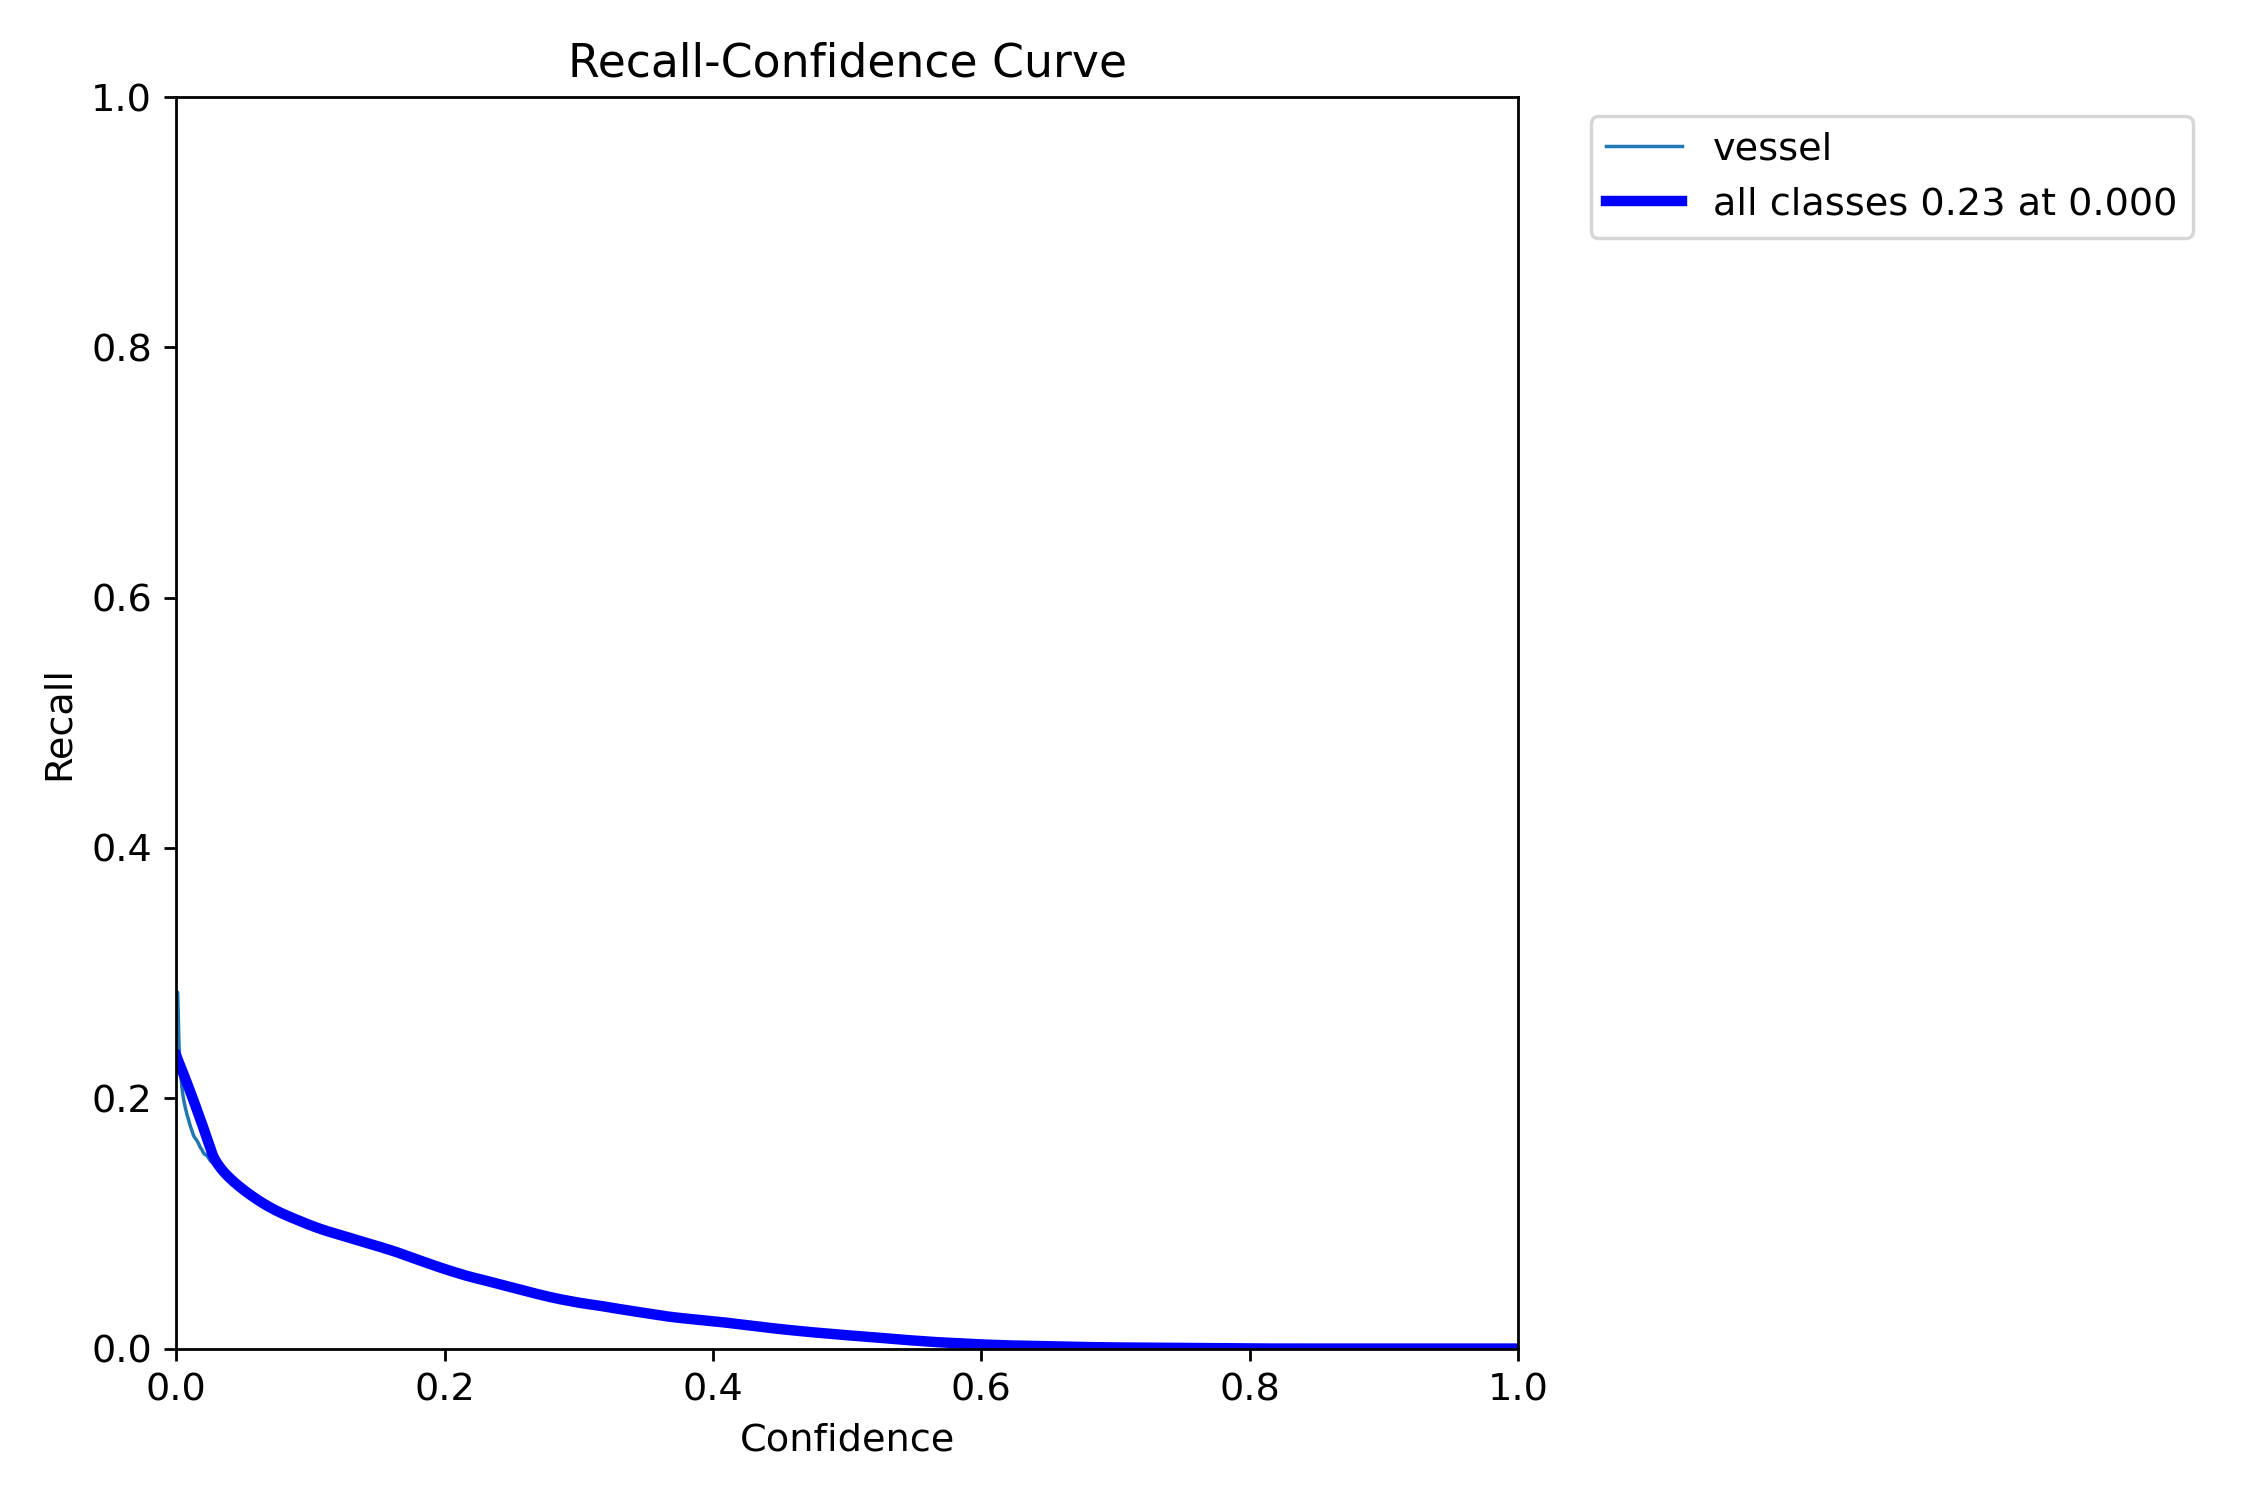 Recall-Confidence Curve
vessel
all classes 0.23 at 0.000
1.0
0.8
0.6
0.4
0.2
0.0
Recall
0.0 0.2 0.4 0.6 0.8 1.0
Confidence